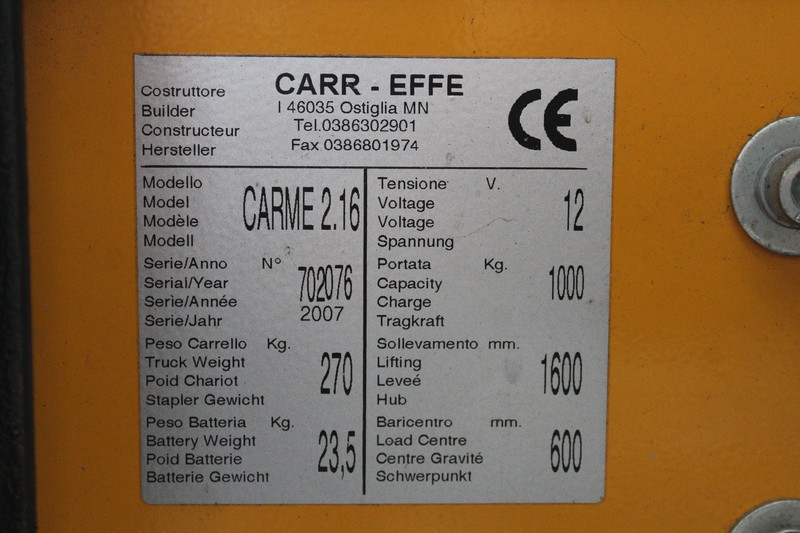 Costruttore
Builder
Constructeur
Hersteller
CARR - EFFE
I 46035 Ostiglia MN
Tel.0386302901
Fax 0386801974
CE
Modello
Model
Modèle
Modell
CARME 2.16
Serie/Anno N°
Serial/Year
Serie/Année
Serie/Jahr
702076
2007
Peso Carrello Kg.
Truck Weight
Poid Chariot
Stapler Gewicht
270
Peso Batteria Kg.
Battery Weight
Poid Batterie
Batterie Gewicht
23,5
Tensione V.
Voltage
Voltage
Spannung
12
Portata Kg.
Capacity
Charge
Tragkraft
1000
Sollevamento mm.
Lifting
Leveé
Hub
1600
Baricentro mm.
Load Centre
Centre Gravité
Schwerpunkt
600